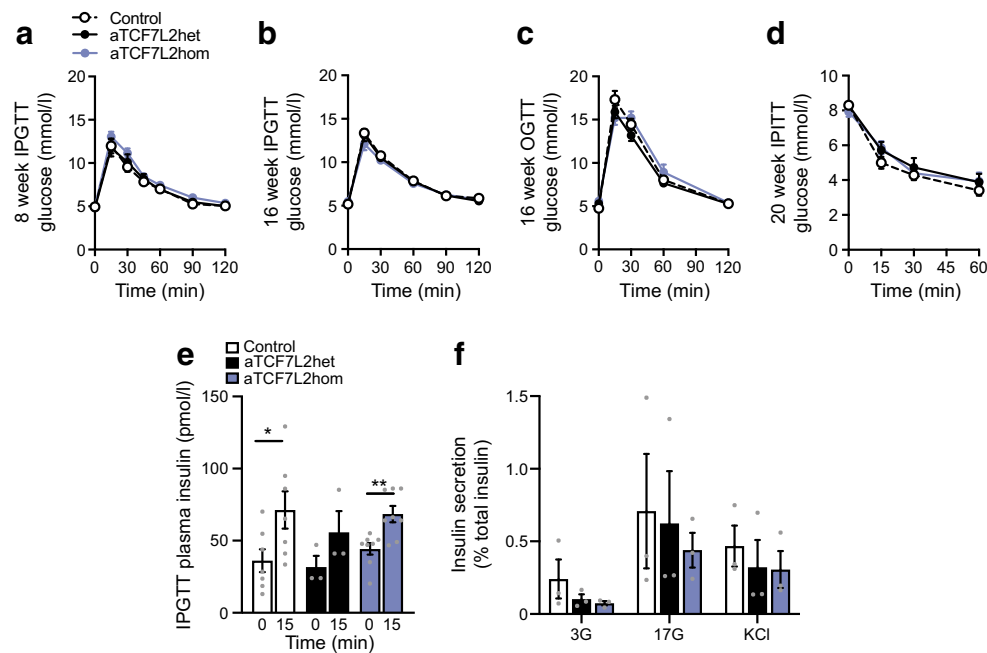 a
Control
aTCF7L2het
aTCF7L2hom
8 week IPGTT
glucose (mmol/l)
20
15
10
5
0
0 30 60 90 120
Time (min)
b
16 week IPGTT
glucose (mmol/l)
20
15
10
5
0
0 30 60 90 120
Time (min)
c
16 week OGTT
glucose (mmol/l)
20
15
10
5
0
0 30 60 90 120
Time (min)
d
20 week IPITT
glucose (mmol/l)
10
8
6
4
2
0
0 15 30 45 60
Time (min)
e
Control
aTCF7L2het
aTCF7L2hom
IPGTT plasma insulin (pmol/l)
150
100
50
0
*
**
0 15 0 15 0 15
Time (min)
f
Insulin secretion
(% total insulin)
1.5
1.0
0.5
0
3G 17G KCl